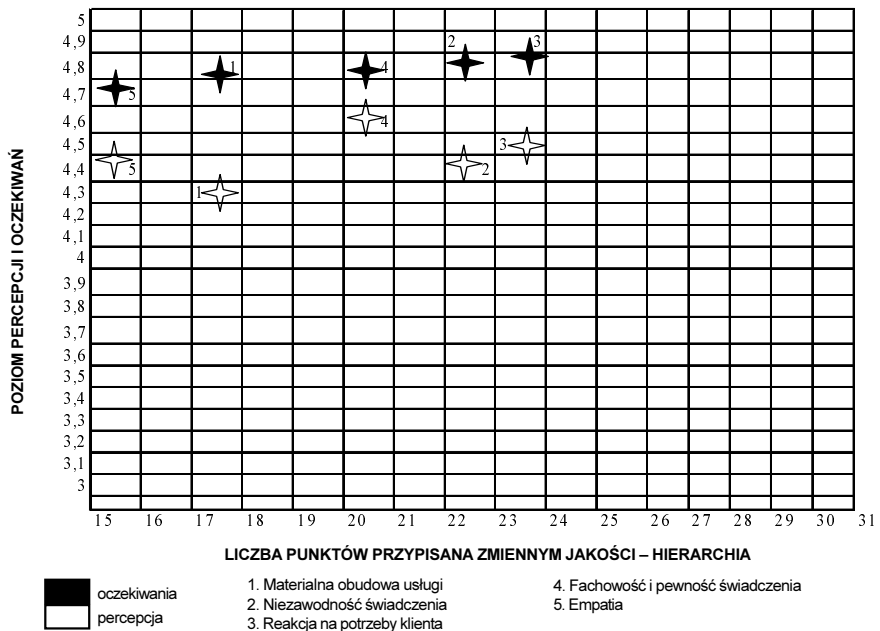 POZIOM PERCEPCJI I OCZEKIWAŃ
5
4,9
4,8
4,7
4,6
4,5
4,4
4,3
4,2
4,1
4
3,9
3,8
3,7
3,6
3,5
3,4
3,3
3,2
3,1
3
2 3
1 4
5
4
3
5 2
1
15 16 17 18 19 20 21 22 23 24 25 26 27 28 29 30 31
LICZBA PUNKTÓW PRZYPISANA ZMIENNYM JAKOŚCI – HIERARCHIA
oczekiwania
percepcja
1. Materialna obudowa usługi
2. Niezawodność świadczenia
3. Reakcja na potrzeby klienta
4. Fachowość i pewność świadczenia
5. Empatia